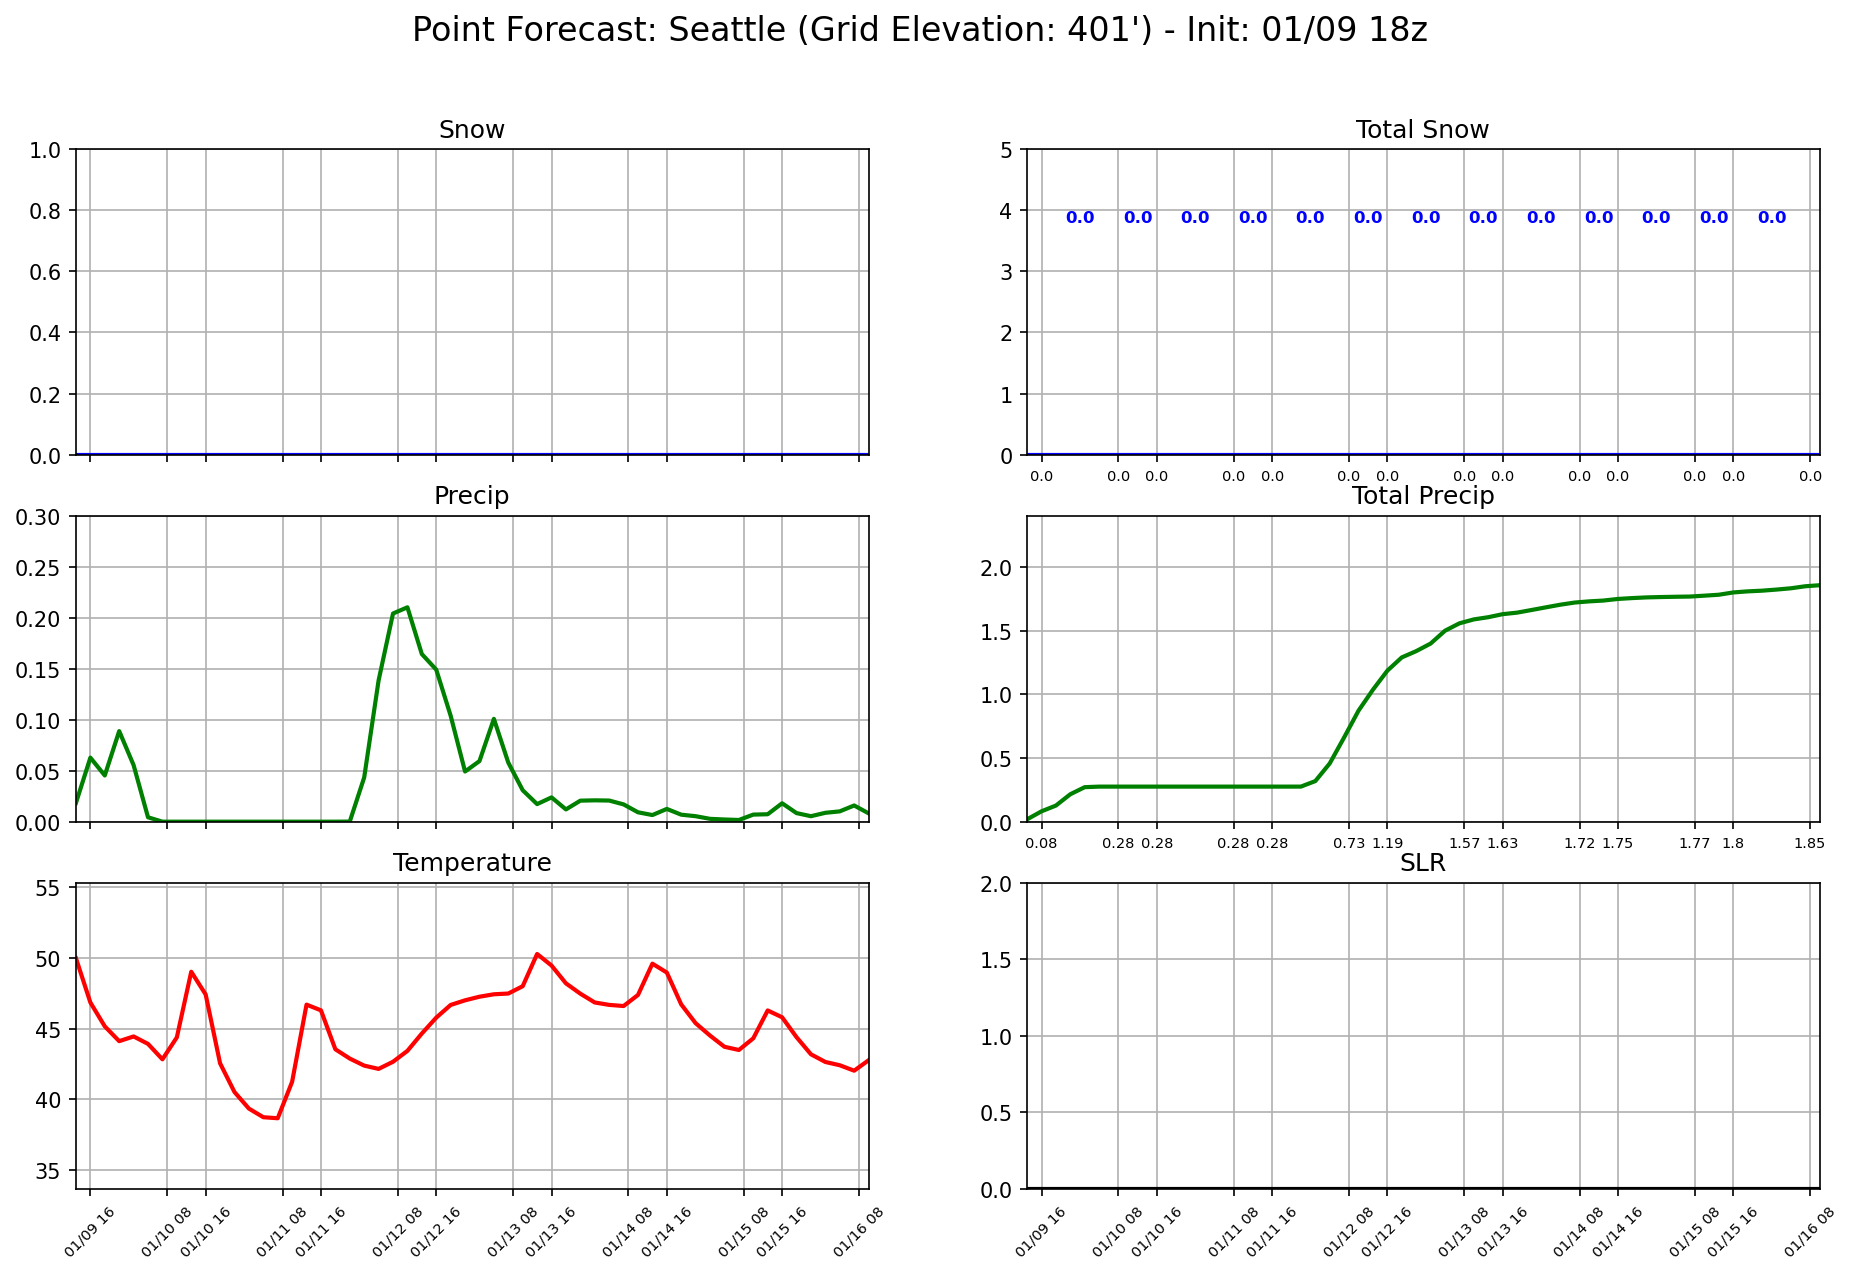 Point Forecast: Seattle (Grid Elevation: 401') - Init: 01/09 18z
Snow
1.0
0.8
0.6
0.4
0.2
0.0
Total Snow
5
4
3
2
1
0
0.0 0.0 0.0 0.0 0.0 0.0 0.0 0.0 0.0 0.0 0.0 0.0 0.0
0.0 0.0 0.0 0.0 0.0 0.0 0.0 0.0 0.0 0.0 0.0 0.0 0.0 0.0
Precip
0.30
0.25
0.20
0.15
0.10
0.05
0.00
Total Precip
2.0
1.5
1.0
0.5
0.0
0.08 0.28 0.28 0.28 0.28 0.73 1.19 1.57 1.63 1.72 1.75 1.77 1.8 1.85
Temperature
55
50
45
40
35
01/09 16 01/10 08 01/10 16 01/11 08 01/11 16 01/12 08 01/12 16 01/13 08 01/13 16 01/14 08 01/14 16 01/15 08 01/15 16 01/16 08
SLR
2.0
1.5
1.0
0.5
0.0
01/09 16 01/10 08 01/10 16 01/11 08 01/11 16 01/12 08 01/12 16 01/13 08 01/13 16 01/14 08 01/14 16 01/15 08 01/15 16 01/16 08